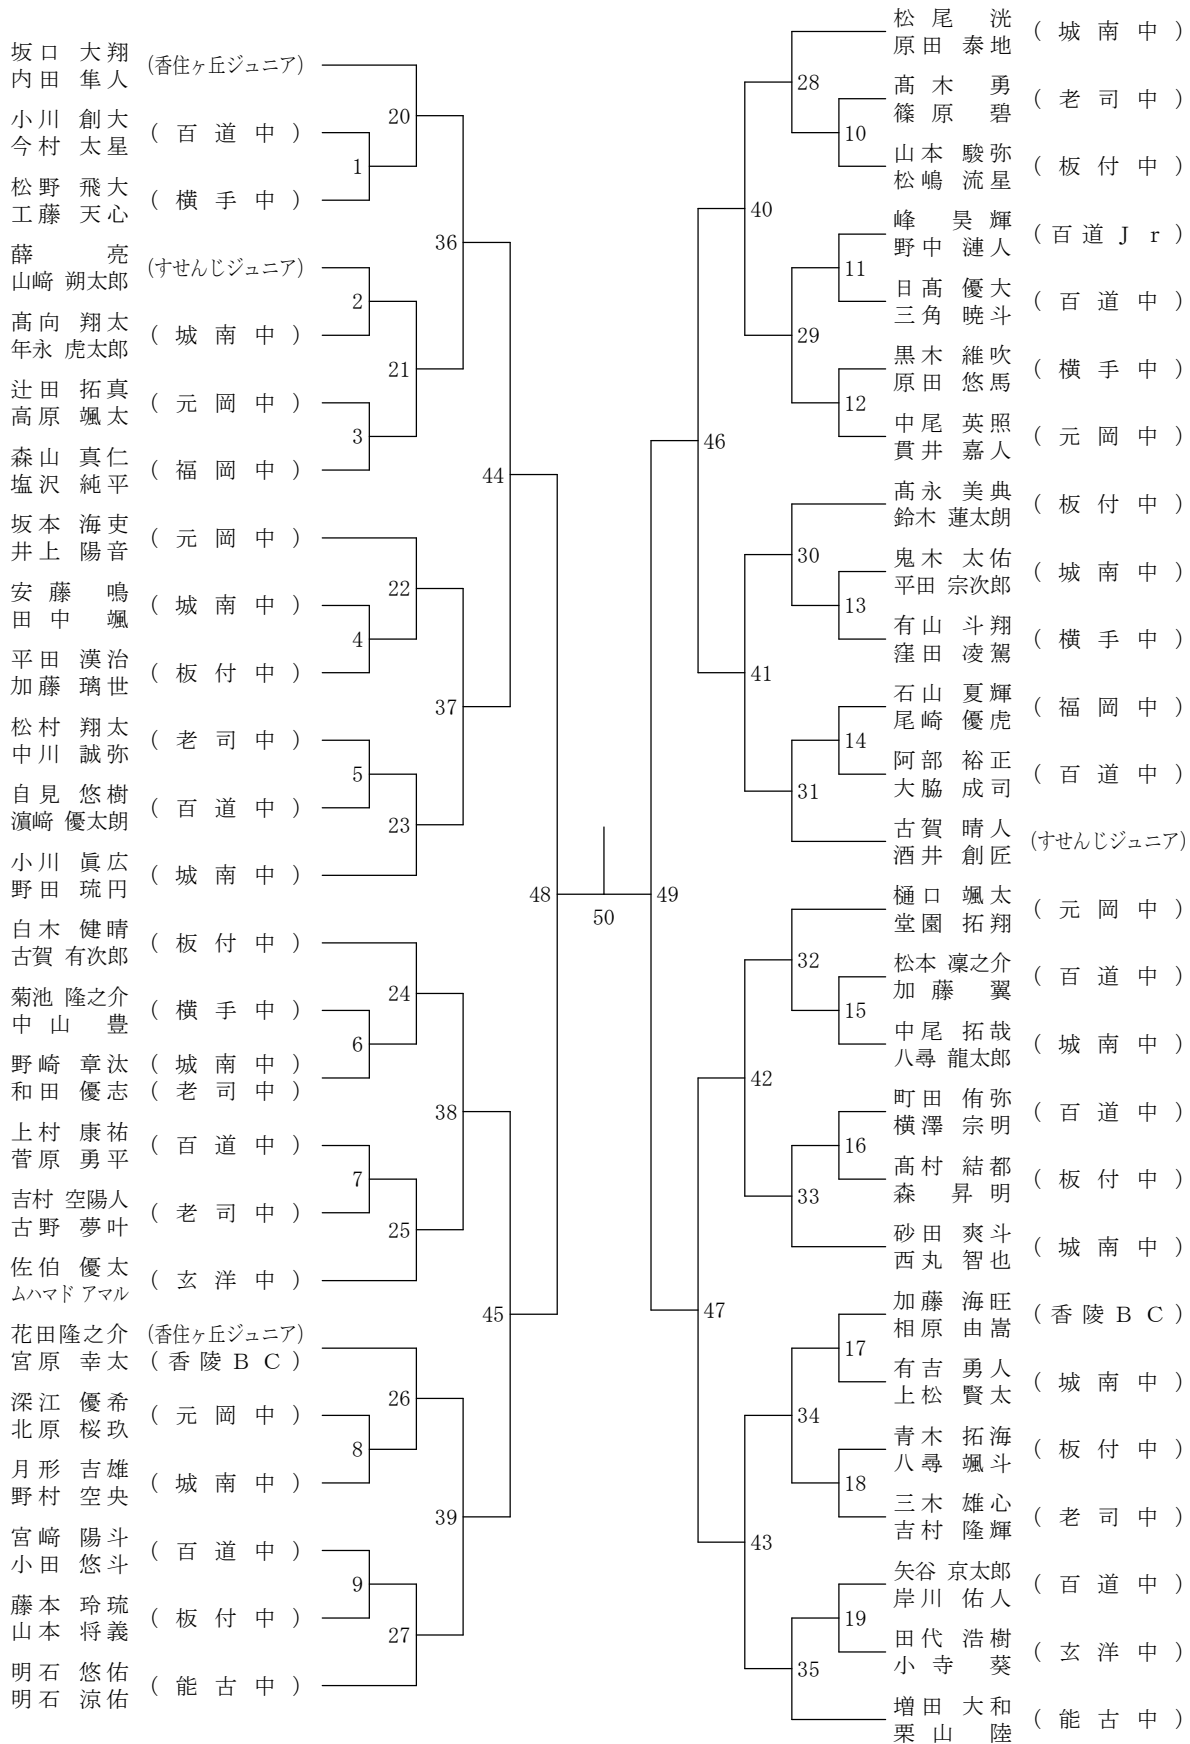 坂口 大翔 (香住ヶ丘ジュニア)
内田 隼人
小川 創大 (百道中)
今村 太星
松野 飛大 (横手中)
工藤 天心
薛 亮 (すせんじジュニア)
山﨑 朔太郎
髙向 翔太 (城南中)
年永 虎太郎
辻田 拓真 (元岡中)
高原 颯太
森山 真仁 (福岡中)
塩沢 純平
坂本 海吏 (元岡中)
井上 陽音
安藤 鳴 (城南中)
田中 颯
平田 漢治 (板付中)
加藤 璃世
松村 翔太 (老司中)
中川 誠弥
自見 悠樹 (百道中)
濵﨑 優太朗
小川 眞広 (城南中)
野田 琉円
白木 健晴 (板付中)
古賀 有次郎
菊池 隆之介 (横手中)
中山 豊
野崎 章汰 (城南中)
和田 優志 (老司中)
上村 康祐 (百道中)
菅原 勇平
吉村 空陽人 (老司中)
古野 夢叶
佐伯 優太 (玄洋中)
ムハマド アマル
花田隆之介 (香住ヶ丘ジュニア)
宮原 幸太 (香陵BC)
深江 優希 (元岡中)
北原 桜玖
月形 吉雄 (城南中)
野村 空央
宮﨑 陽斗 (百道中)
小田 悠斗
藤本 玲琉 (板付中)
山本 将義
明石 悠佑 (能古中)
明石 涼佑
1
2
3
4
5
6
7
8
9
20
21
22
23
24
25
26
27
36
37
38
39
44
45
48
50
49
46
47
40
41
42
43
28
29
30
31
32
33
34
35
10
11
12
13
14
15
16
17
18
19
松尾 洸 (城南中)
原田 泰地
髙木 勇 (老司中)
篠原 碧
山本 駿弥 (板付中)
松嶋 流星
峰 昊輝 (百道Jr)
野中 漣人
日髙 優大 (百道中)
三角 暁斗
黒木 維吹 (横手中)
原田 悠馬
中尾 英照 (元岡中)
貫井 嘉人
髙永 美典 (板付中)
鈴木 蓮太朗
鬼木 太佑 (城南中)
平田 宗次郎
有山 斗翔 (横手中)
窪田 凌駕
石山 夏輝 (福岡中)
尾崎 優虎
阿部 裕正 (百道中)
大脇 成司
古賀 晴人 (すせんじジュニア)
酒井 創匠
樋口 颯太 (元岡中)
堂園 拓翔
松本 凜之介 (百道中)
加藤 翼
中尾 拓哉 (城南中)
八尋 龍太郎
町田 侑弥 (百道中)
横澤 宗明
髙村 結都 (板付中)
森 昇明
砂田 爽斗 (城南中)
西丸 智也
加藤 海旺 (香陵BC)
相原 由嵩
有吉 勇人 (城南中)
上松 賢太
青木 拓海 (板付中)
八尋 颯斗
三木 雄心 (老司中)
吉村 隆輝
矢谷 京太郎 (百道中)
岸川 佑人
田代 浩樹 (玄洋中)
小寺 葵
増田 大和 (能古中)
栗山 陸